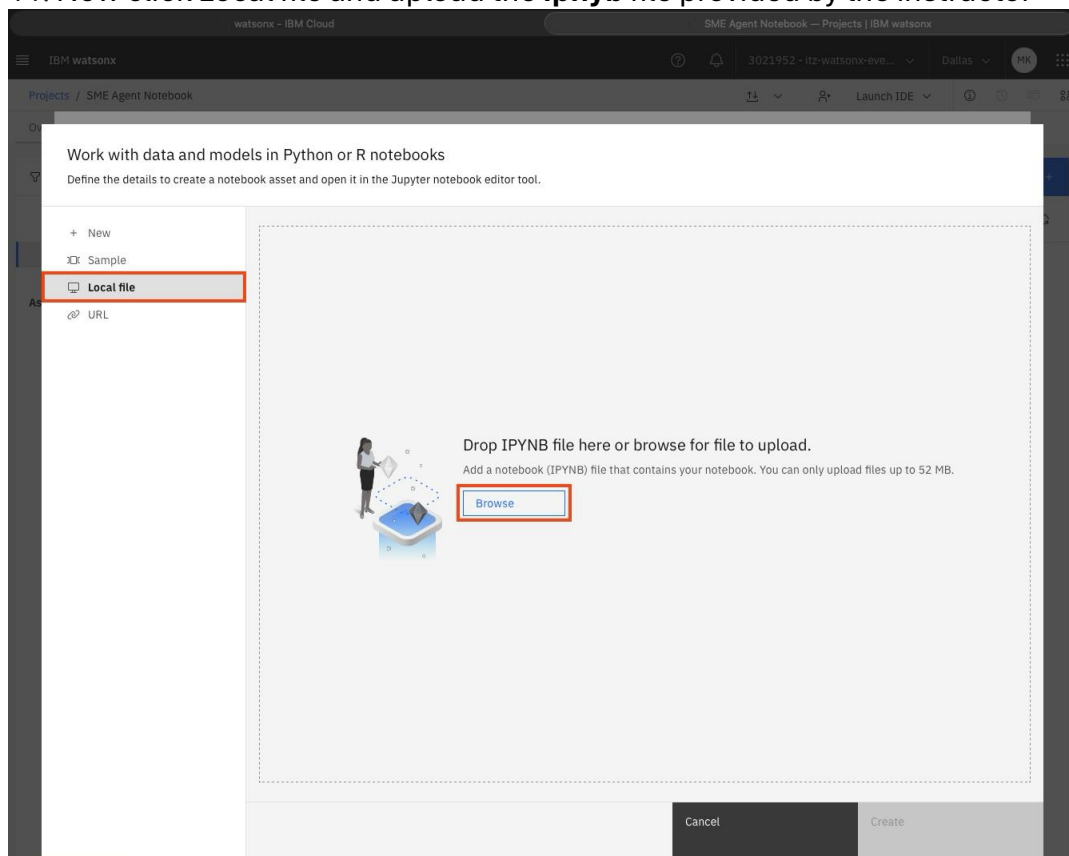 watsonx – IBM Cloud
SME Agent Notebook — Projects | IBM watsonx
IBM watsonx
3021952 - itz-watsonx-eve...
Dallas
MK
Projects / SME Agent Notebook
Launch IDE
Ov
Work with data and models in Python or R notebooks
Define the details to create a notebook asset and open it in the Jupyter notebook editor tool.
+ New
Sample
Local file
As
URL
Drop IPYNB file here or browse for file to upload.
Add a notebook (IPYNB) file that contains your notebook. You can only upload files up to 52 MB.
Browse
Cancel
Create